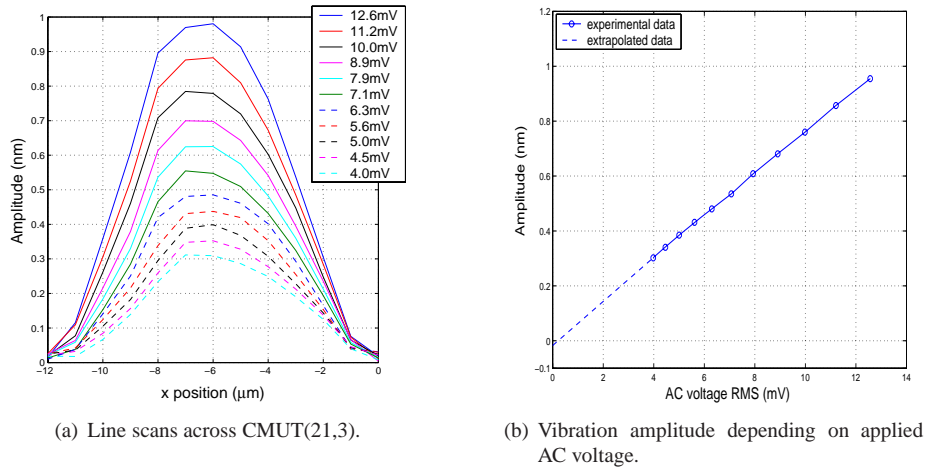 1
0.9
0.8
0.7
0.6
0.5
0.4
0.3
0.2
0.1
0
Amplitude (nm)
−12 −10 −8 −6 −4 −2 0
x position (μm)
12.6mV
11.2mV
10.0mV
8.9mV
7.9mV
7.1mV
6.3mV
5.6mV
5.0mV
4.5mV
4.0mV
(a) Line scans across CMUT(21,3).
1.2
1
0.8
0.6
0.4
0.2
0
−0.1
Amplitude (nm)
experimental data
extrapolated data
0 2 4 6 8 10 12 14
AC voltage RMS (mV)
(b) Vibration amplitude depending on applied
AC voltage.